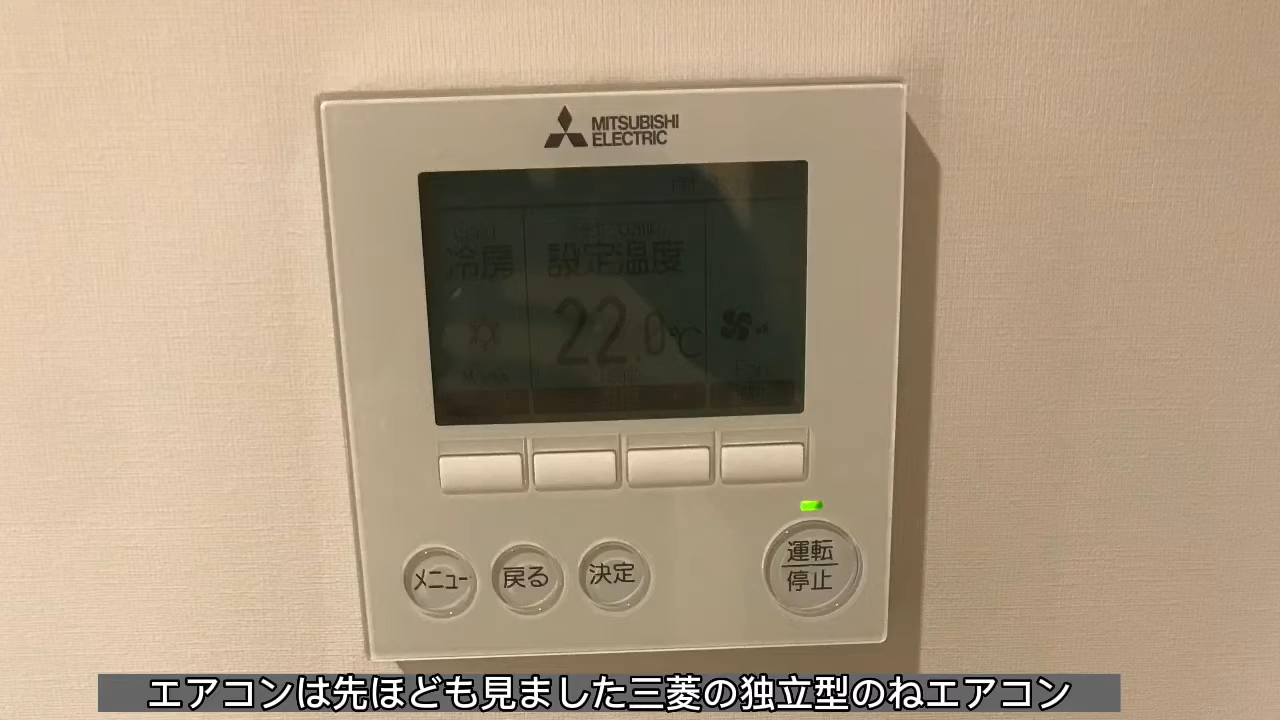 MITSUBISHI
ELECTRIC
冷房
設定温度
22.0℃
Fan
メニュー
戻る
決定
運転
停止
エアコンは先ほども見ました三菱の独立型のねエアコン